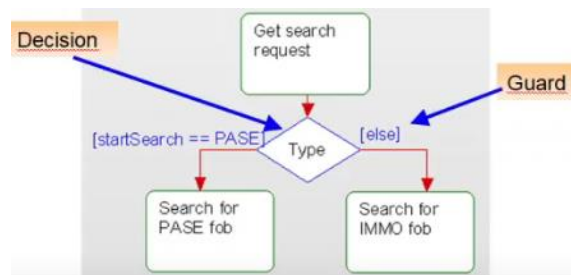 Decision
Get search
request
Guard
[startSearch == PASE]
[else]
Type
Search for
PASE fob
Search for
IMMO fob